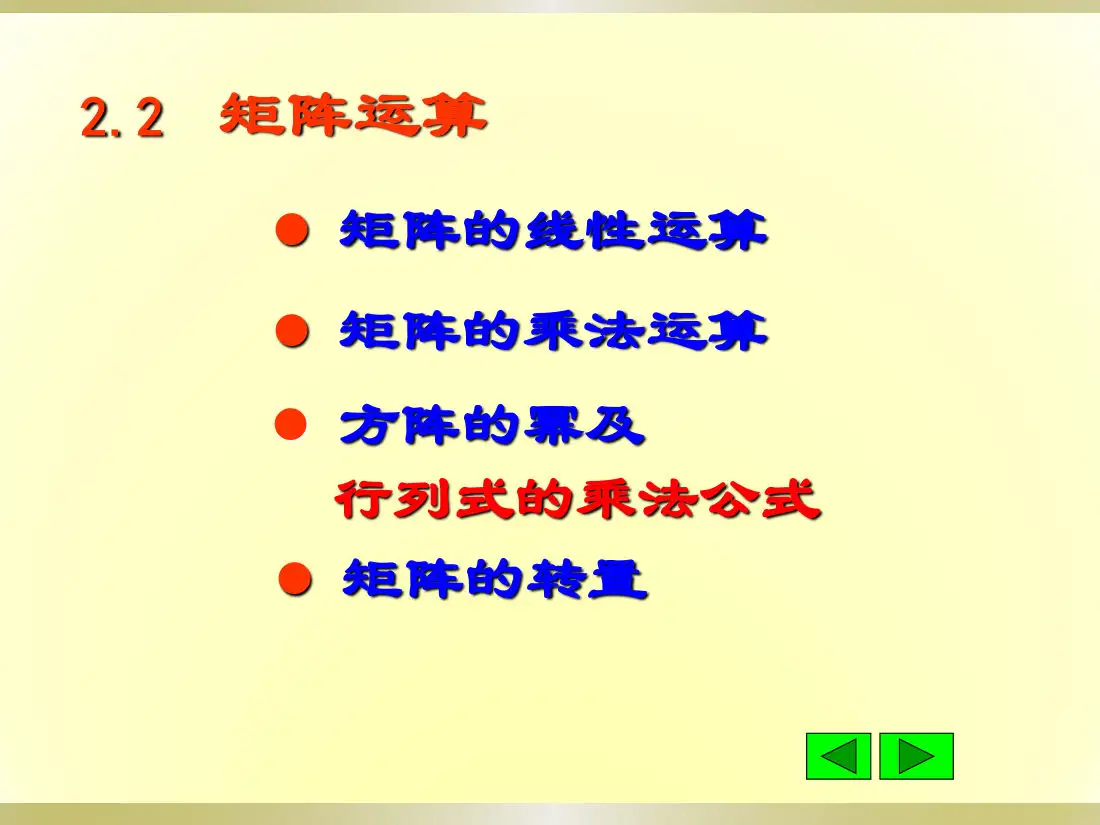 2.2 矩阵运算
● 矩阵的线性运算
● 矩阵的乘法运算
● 方阵的幂及
行列式的乘法公式
● 矩阵的转置